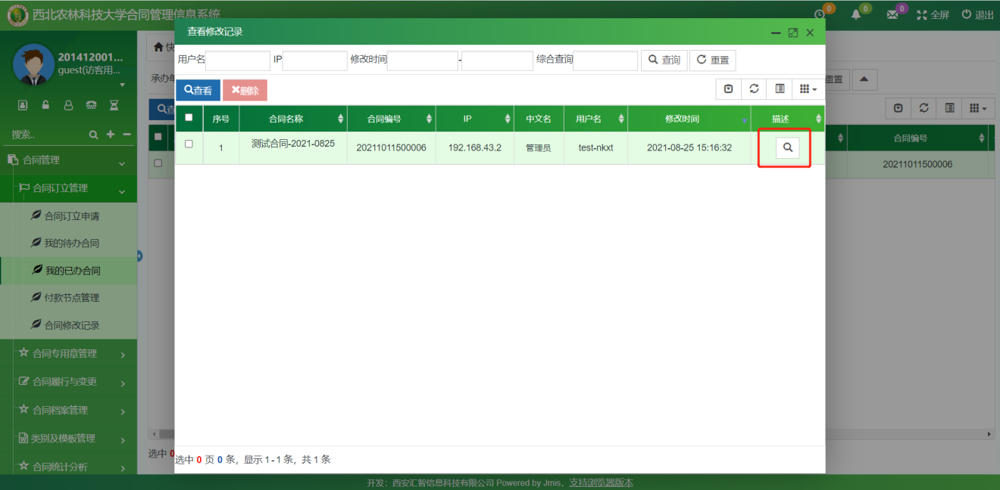 西北农林科技大学合同管理信息系统
0
0
0
全屏
退出
201412001...
guest(访客用...
搜索..
合同管理
合同订立管理
合同订立申请
我的待办合同
我的已办合同
付款节点管理
合同修改记录
合同专用章管理
合同履行与变更
合同档案管理
类别及模板管理
合同统计分析
快
承办单
查
重置
合同编号
20211011500006
选中 0
查看修改记录
用户名 IP 修改时间 - 综合查询 查询 重置
查看 删除
序号 合同名称 合同编号 IP 中文名 用户名 修改时间 描述
1 测试合同-2021-0825 20211011500006 192.168.43.2 管理员 test-nkxt 2021-08-25 15:16:32
选中 0 页 0 条，显示 1 - 1 条，共 1 条
开发：西安汇智信息科技有限公司 Powered by Jmis，支持浏览器版本